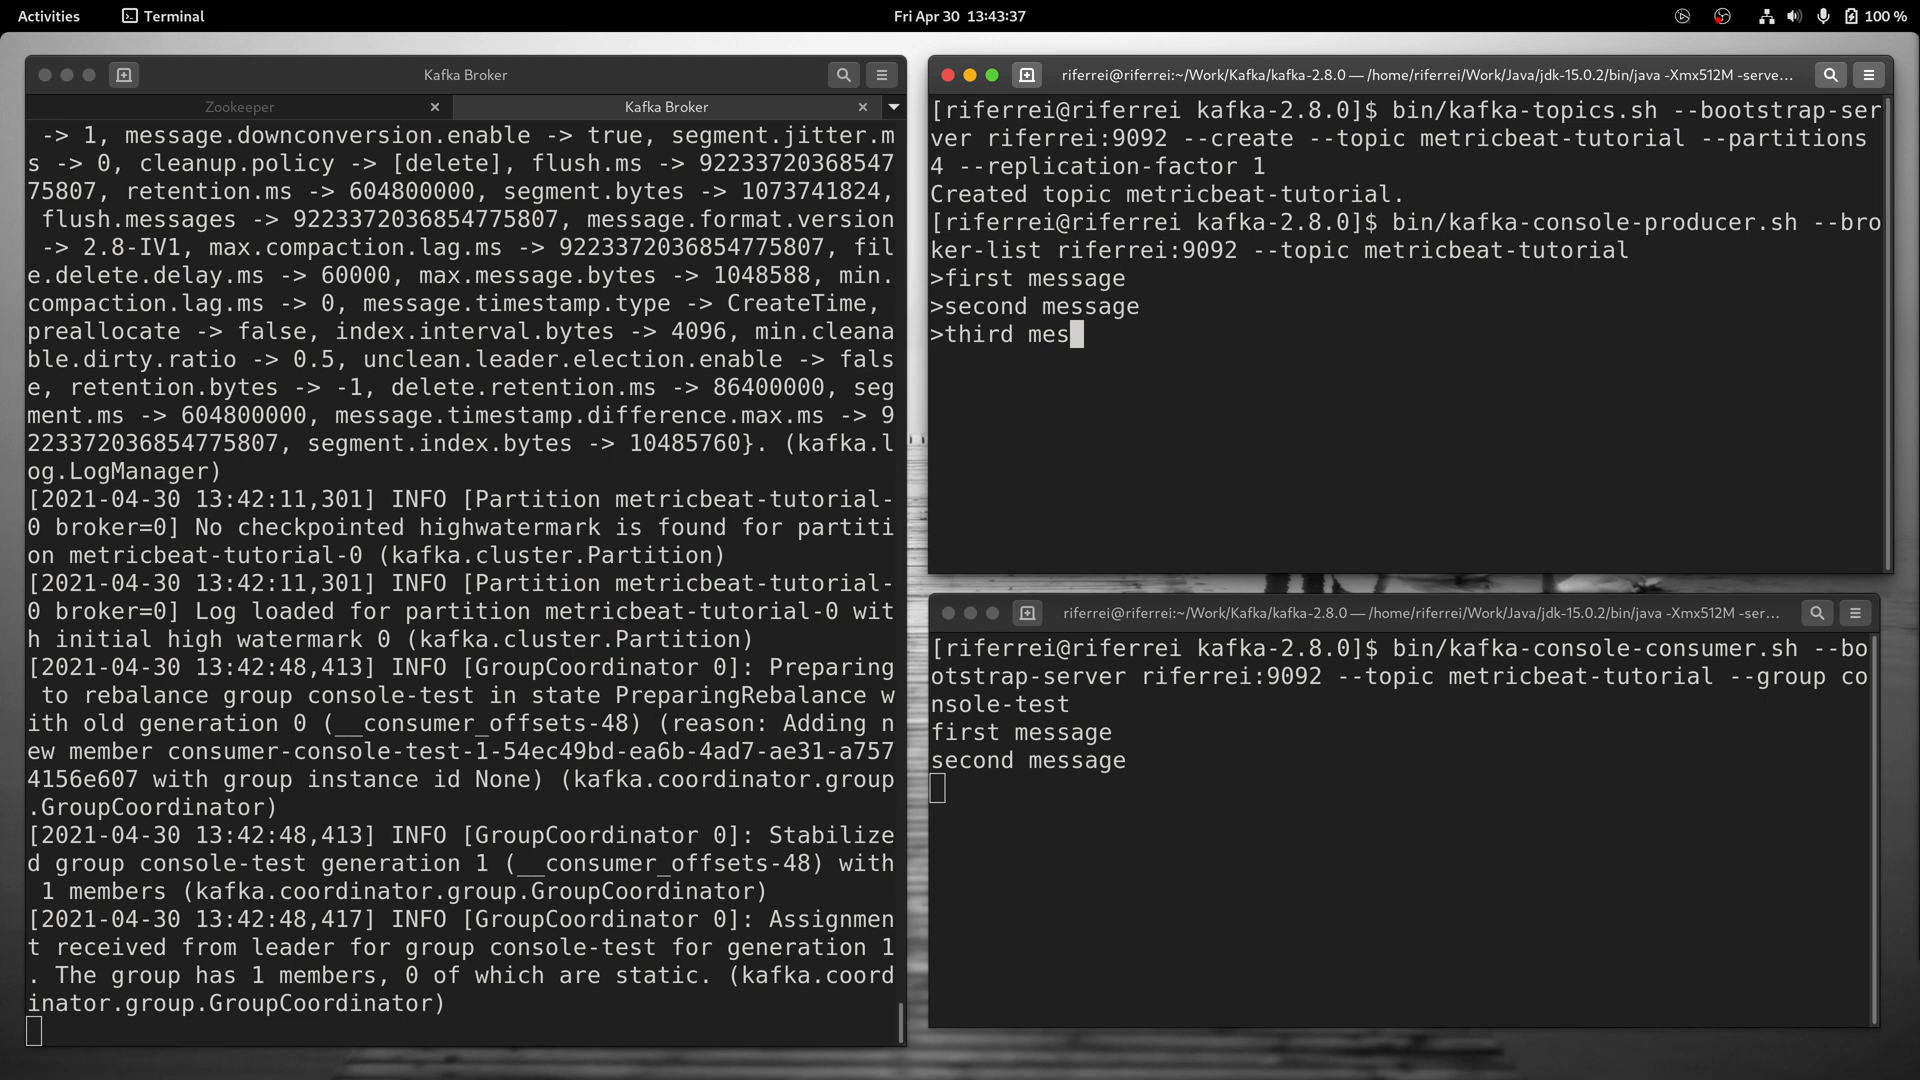 Activities
Terminal
Fri Apr 30 13:43:37
100 %
Kafka Broker
Zookeeper
Kafka Broker
 -> 1, message.downconversion.enable -> true, segment.jitter.m
s -> 0, cleanup.policy -> [delete], flush.ms -> 92233720368547
75807, retention.ms -> 604800000, segment.bytes -> 1073741824,
 flush.messages -> 9223372036854775807, message.format.version
 -> 2.8-IV1, max.compaction.lag.ms -> 9223372036854775807, fil
e.delete.delay.ms -> 60000, max.message.bytes -> 1048588, min.
compaction.lag.ms -> 0, message.timestamp.type -> CreateTime,
preallocate -> false, index.interval.bytes -> 4096, min.cleana
ble.dirty.ratio -> 0.5, unclean.leader.election.enable -> fals
e, retention.bytes -> -1, delete.retention.ms -> 86400000, seg
ment.ms -> 604800000, message.timestamp.difference.max.ms -> 9
223372036854775807, segment.index.bytes -> 10485760}. (kafka.l
og.LogManager)
[2021-04-30 13:42:11,301] INFO [Partition metricbeat-tutorial-
0 broker=0] No checkpointed highwatermark is found for partiti
on metricbeat-tutorial-0 (kafka.cluster.Partition)
[2021-04-30 13:42:11,301] INFO [Partition metricbeat-tutorial-
0 broker=0] Log loaded for partition metricbeat-tutorial-0 wit
h initial high watermark 0 (kafka.cluster.Partition)
[2021-04-30 13:42:48,413] INFO [GroupCoordinator 0]: Preparing
 to rebalance group console-test in state PreparingRebalance w
ith old generation 0 (__consumer_offsets-48) (reason: Adding n
ew member consumer-console-test-1-54ec49bd-ea6b-4ad7-ae31-a757
4156e607 with group instance id None) (kafka.coordinator.group
.GroupCoordinator)
[2021-04-30 13:42:48,413] INFO [GroupCoordinator 0]: Stabilize
d group console-test generation 1 (__consumer_offsets-48) with
 1 members (kafka.coordinator.group.GroupCoordinator)
[2021-04-30 13:42:48,417] INFO [GroupCoordinator 0]: Assignmen
t received from leader for group console-test for generation 1
. The group has 1 members, 0 of which are static. (kafka.coord
inator.group.GroupCoordinator)
riferrei@riferrei:~/Work/Kafka/kafka-2.8.0 — /home/riferrei/Work/Java/jdk-15.0.2/bin/java -Xmx512M -serve...
[riferrei@riferrei kafka-2.8.0]$ bin/kafka-topics.sh --bootstrap-ser
ver riferrei:9092 --create --topic metricbeat-tutorial --partitions
4 --replication-factor 1
Created topic metricbeat-tutorial.
[riferrei@riferrei kafka-2.8.0]$ bin/kafka-console-producer.sh --bro
ker-list riferrei:9092 --topic metricbeat-tutorial
>first message
>second message
>third mes
riferrei@riferrei:~/Work/Kafka/kafka-2.8.0 — /home/riferrei/Work/Java/jdk-15.0.2/bin/java -Xmx512M -ser...
[riferrei@riferrei kafka-2.8.0]$ bin/kafka-console-consumer.sh --bo
otstrap-server riferrei:9092 --topic metricbeat-tutorial --group co
nsole-test
first message
second message